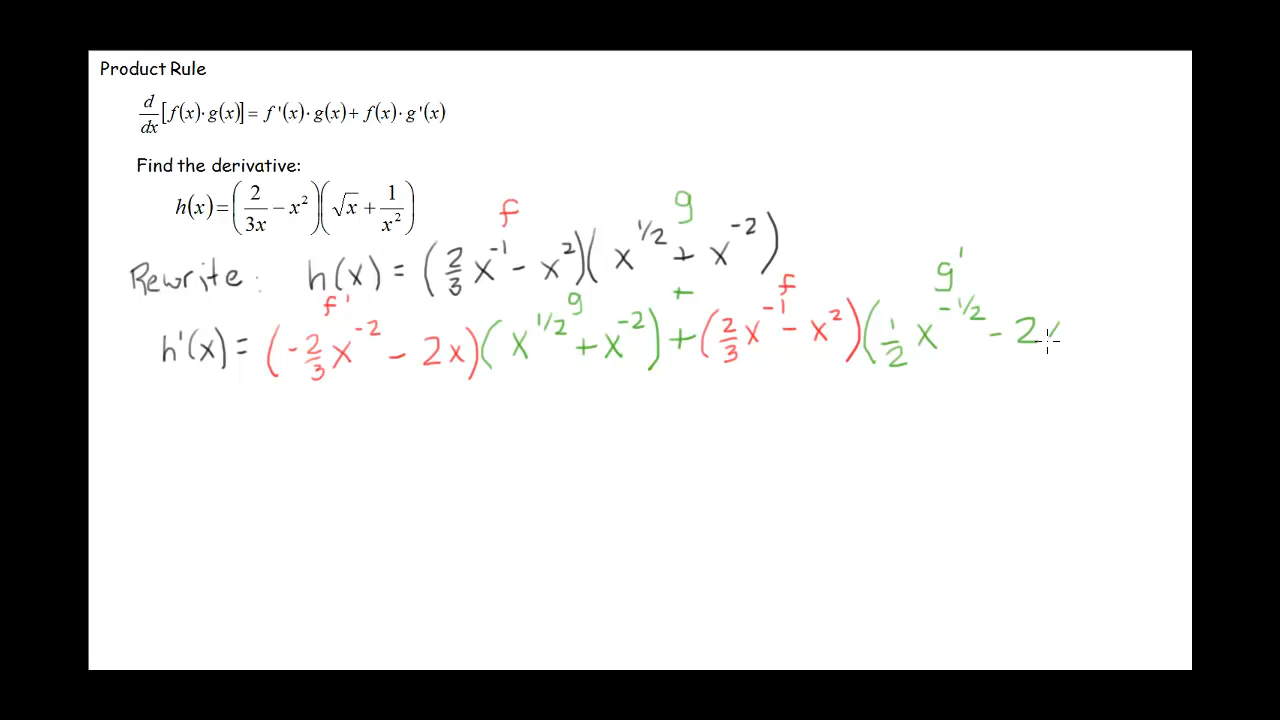 Product Rule
d/dx [f(x)·g(x)] = f'(x)·g(x) + f(x)·g'(x)
Find the derivative:
h(x) = (2/3x − x²)(√x + 1/x²)
f g
Rewrite: h(x) = (2/3 x⁻¹ − x²)(x^1/2 + x⁻²)
f' g + f g'
h'(x) = (-2/3 x⁻² − 2x)(x^1/2 + x⁻²) + (2/3 x⁻¹ − x²)(1/2 x^-1/2 − 2